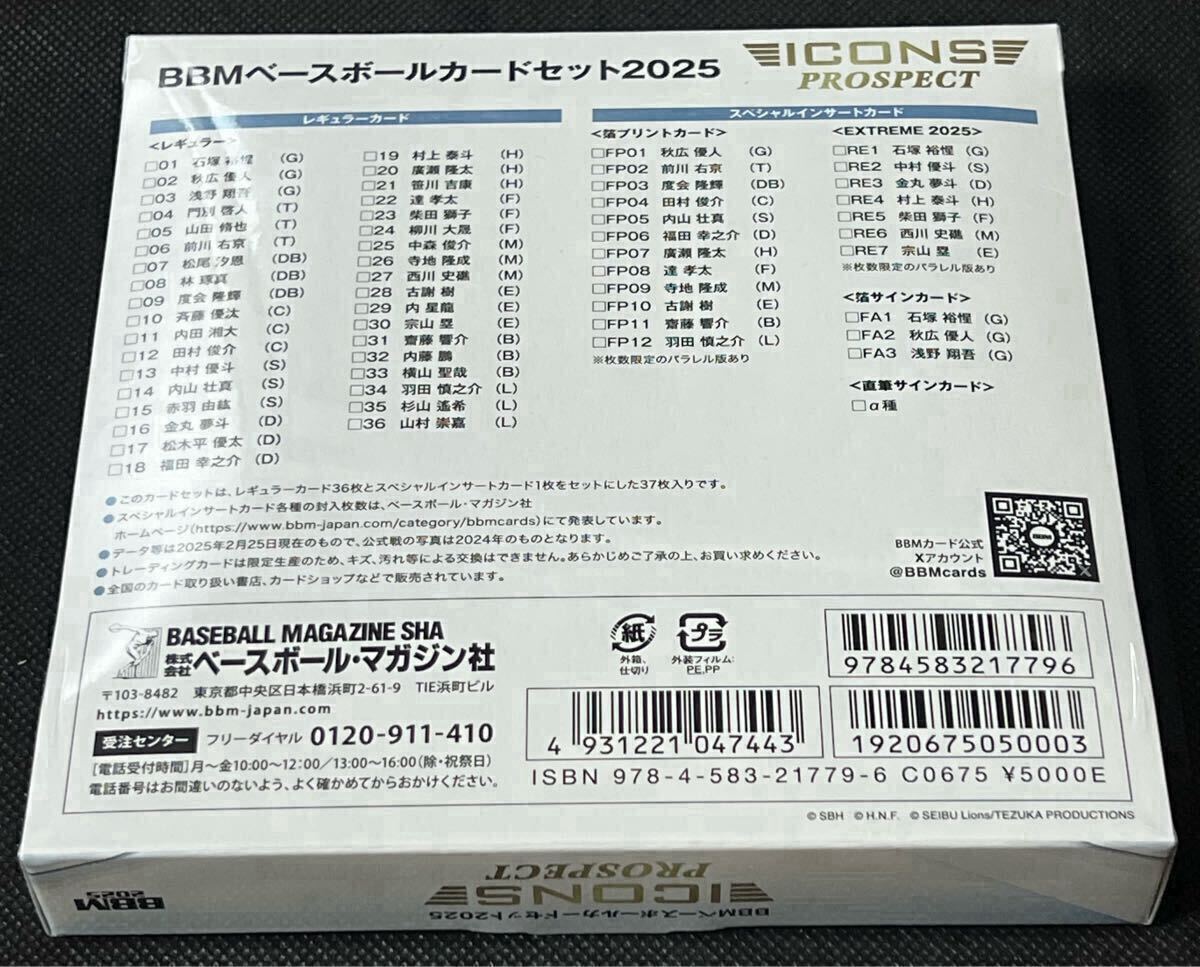 BBMベースボールカードセット2025
ICONS
PROSPECT
レギュラーカード
<レギュラー>
□01 石塚 裕惺 (G)
□02 秋広 優人 (G)
□03 浅野 翔吾 (G)
□04 門別 啓人 (T)
□05 山田 脩也 (T)
□06 前川 右京 (T)
□07 松尾 汐恩 (DB)
□08 林 琢真 (DB)
□09 度会 隆輝 (DB)
□10 斉藤 優汰 (C)
□11 内田 湘大 (C)
□12 田村 俊介 (C)
□13 中村 優斗 (S)
□14 内山 壮真 (S)
□15 赤羽 由紘 (S)
□16 金丸 夢斗 (D)
□17 松木平 優太 (D)
□18 福田 幸之介 (D)
□19 村上 泰斗 (H)
□20 廣瀬 隆太 (H)
□21 笹川 吉康 (H)
□22 達 孝太 (F)
□23 柴田 獅子 (F)
□24 柳川 大晟 (F)
□25 中森 俊介 (M)
□26 寺地 隆成 (M)
□27 西川 史礁 (M)
□28 古謝 樹 (E)
□29 内 星龍 (E)
□30 宗山 塁 (E)
□31 齋藤 響介 (B)
□32 内藤 鵬 (B)
□33 横山 聖哉 (B)
□34 羽田 慎之介 (L)
□35 杉山 遙希 (L)
□36 山村 崇嘉 (L)
スペシャルインサートカード
<箔プリントカード>
□FP01 秋広 優人 (G)
□FP02 前川 右京 (T)
□FP03 度会 隆輝 (DB)
□FP04 田村 俊介 (C)
□FP05 内山 壮真 (S)
□FP06 福田 幸之介 (D)
□FP07 廣瀬 隆太 (H)
□FP08 達 孝太 (F)
□FP09 寺地 隆成 (M)
□FP10 古謝 樹 (E)
□FP11 齋藤 響介 (B)
□FP12 羽田 慎之介 (L)
※枚数限定のパラレル版あり
<EXTREME 2025>
□RE1 石塚 裕惺 (G)
□RE2 中村 優斗 (S)
□RE3 金丸 夢斗 (D)
□RE4 村上 泰斗 (H)
□RE5 柴田 獅子 (F)
□RE6 西川 史礁 (M)
□RE7 宗山 塁 (E)
※枚数限定のパラレル版あり
<箔サインカード>
□FA1 石塚 裕惺 (G)
□FA2 秋広 優人 (G)
□FA3 浅野 翔吾 (G)
<直筆サインカード>
□α種
●このカードセットは、レギュラーカード36枚とスペシャルインサートカード1枚をセットにした37枚入りです。
●スペシャルインサートカード各種の封入枚数は、ベースボール・マガジン社
ホームページ(https://www.bbm-japan.com/category/bbmcards)にて発表しています。
●データ等は2025年2月25日現在のもので、公式戦の写真は2024年のものとなります。
●トレーディングカードは限定生産のため、キズ、汚れ等による交換はできません。あらかじめご了承の上、お買い求めください。
●全国のカード取り扱い書店、カードショップなどで販売されています。
BBMカード公式
Xアカウント
@BBMcards
BASEBALL MAGAZINE SHA
株式会社 ベースボール・マガジン社
〒103-8482 東京都中央区日本橋浜町2-61-9 TIE浜町ビル
https://www.bbm-japan.com
受注センター フリーダイヤル 0120-911-410
[電話受付時間]月〜金10:00〜12:00/13:00〜16:00(除・祝祭日)
電話番号はお間違いのないよう、よく確かめてからおかけください。
紙
外箱、
仕切り
プラ
外装フィルム:
PE,PP
9784583217796
4 931221 047443
1920675050003
ISBN 978-4-583-21779-6 C0675 ¥5000E
© SBH © H.N.F. © SEIBU Lions/TEZUKA PRODUCTIONS
BBMベースボールカードセット2025
ICONS
PROSPECT
BBM
2025